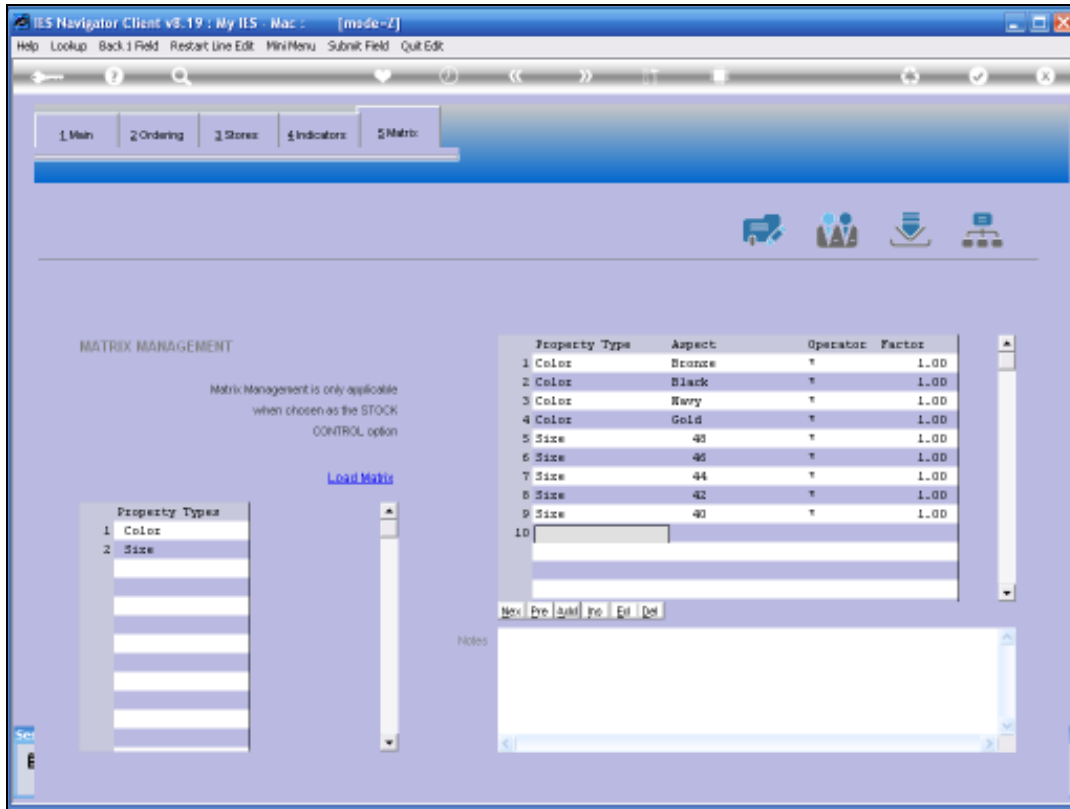 IES Navigator Client v8.19 : My IES - Mac : [mode=Z]
Help Lookup Back 1 Field Restart Line Edit MiniMenu Submit Field Quit Edit
1 Main 2 Ordering 3 Stores 4 Indicators 5 Matrix
MATRIX MANAGEMENT
Matrix Management is only applicable
when chosen as the STOCK
CONTROL option
Load Matrix
Property Types
1 Color
2 Size
Property Type Aspect Operator Factor
1 Color Bronze * 1.00
2 Color Black * 1.00
3 Color Navy * 1.00
4 Color Gold * 1.00
5 Size 48 * 1.00
6 Size 46 * 1.00
7 Size 44 * 1.00
8 Size 42 * 1.00
9 Size 40 * 1.00
10
Nex Pre Add Ins Ed Del
Notes